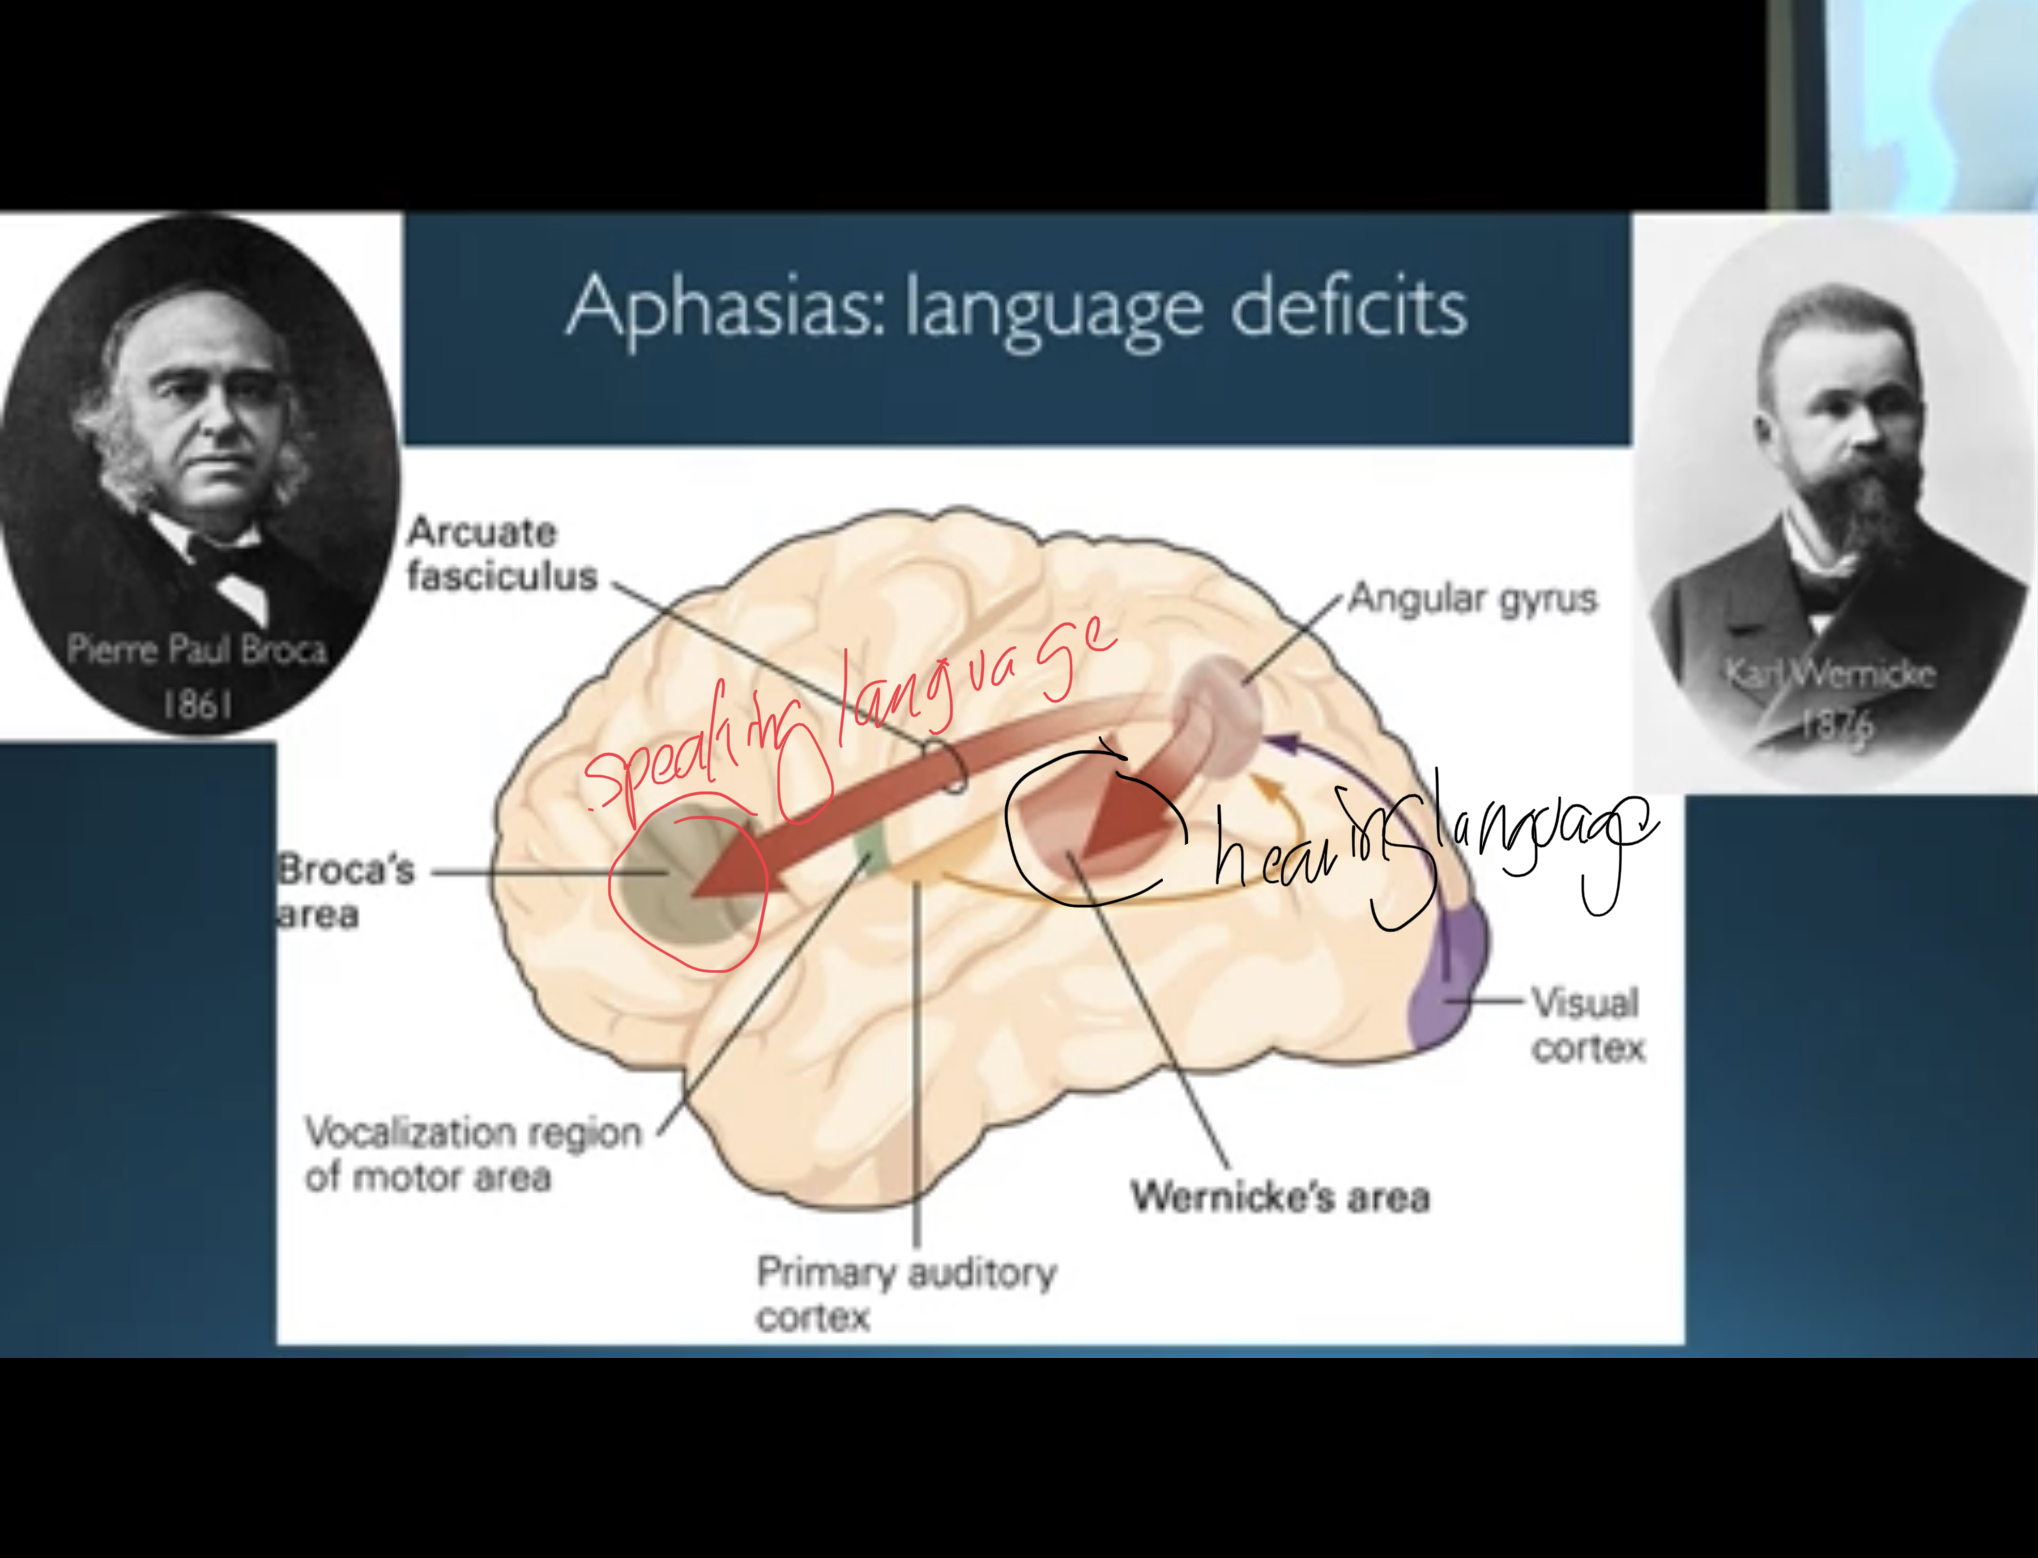 Aphasias: language deficits
Pierre Paul Broca
1861
Karl Wernicke
1876
Arcuate
fasciculus
Angular gyrus
speaking language
hearing language
Broca's
area
Visual
cortex
Vocalization region
of motor area
Wernicke's area
Primary auditory
cortex